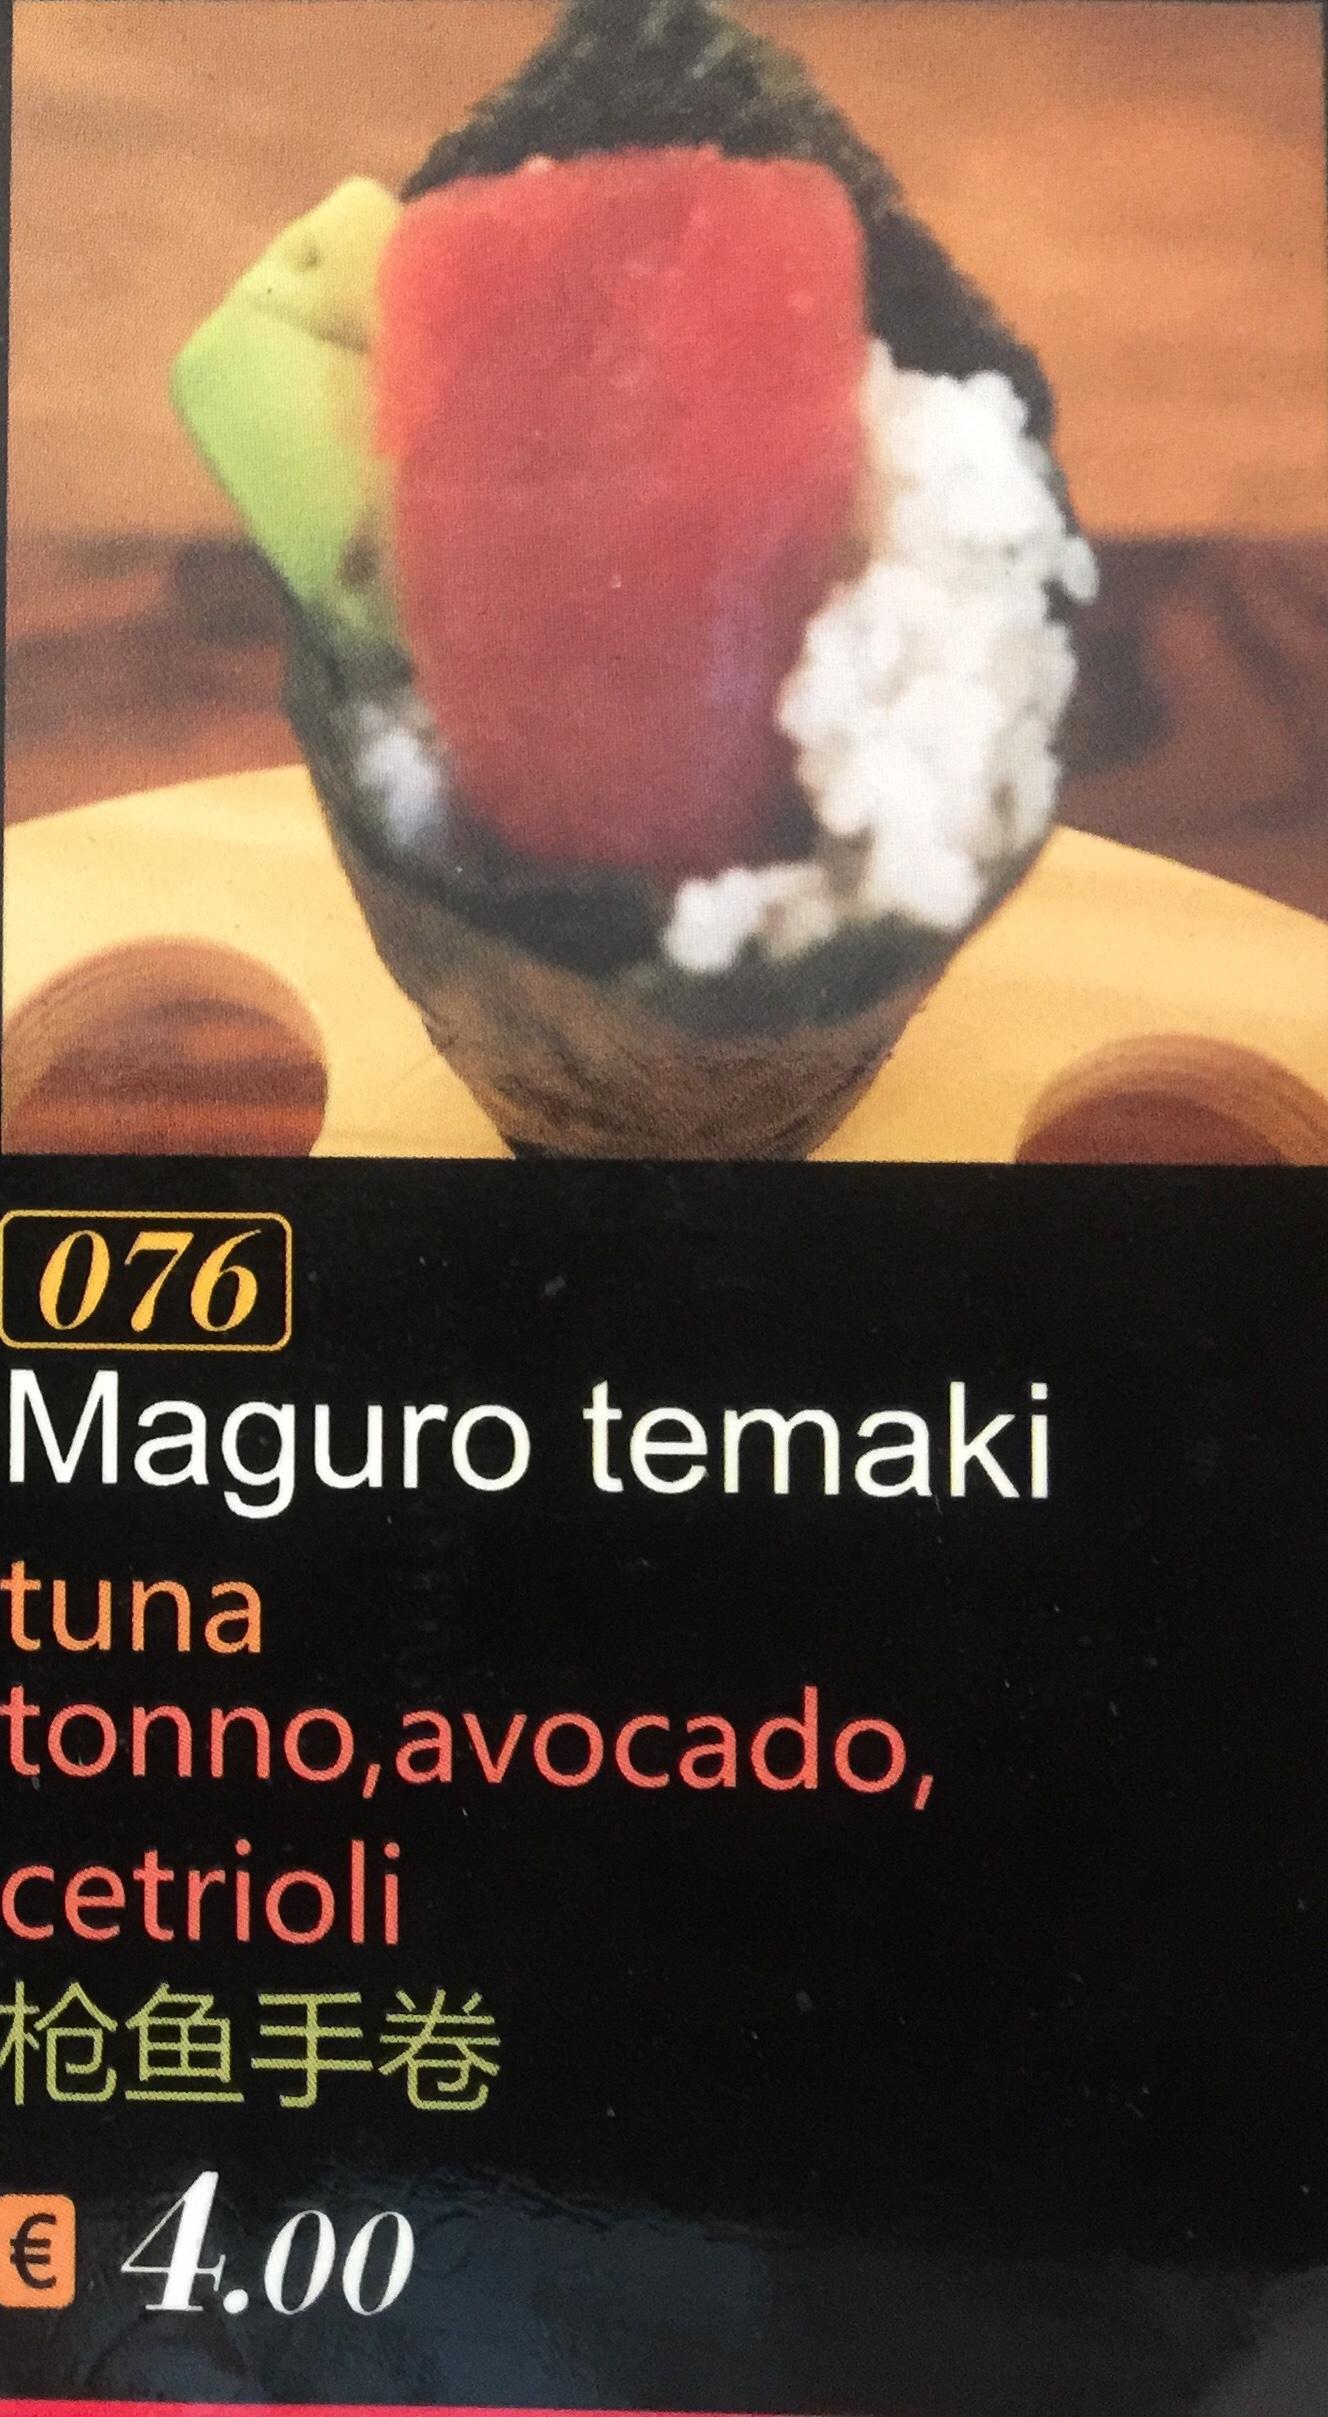 076
Maguro temaki
tuna
tonno,avocado,
cetrioli
枪鱼手卷
€ 4.00